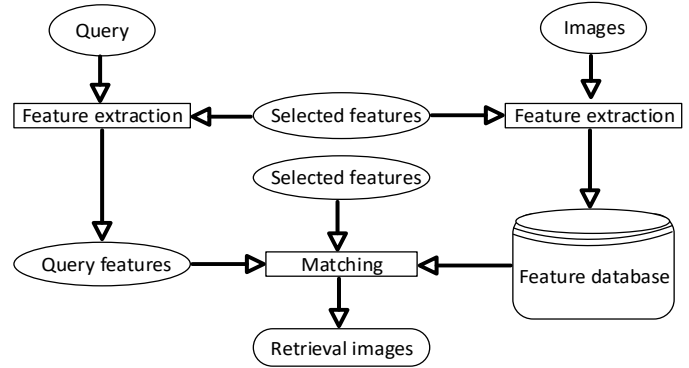 Query
Images
Feature extraction
Selected features
Feature extraction
Selected features
Query features
Matching
Feature database
Retrieval images